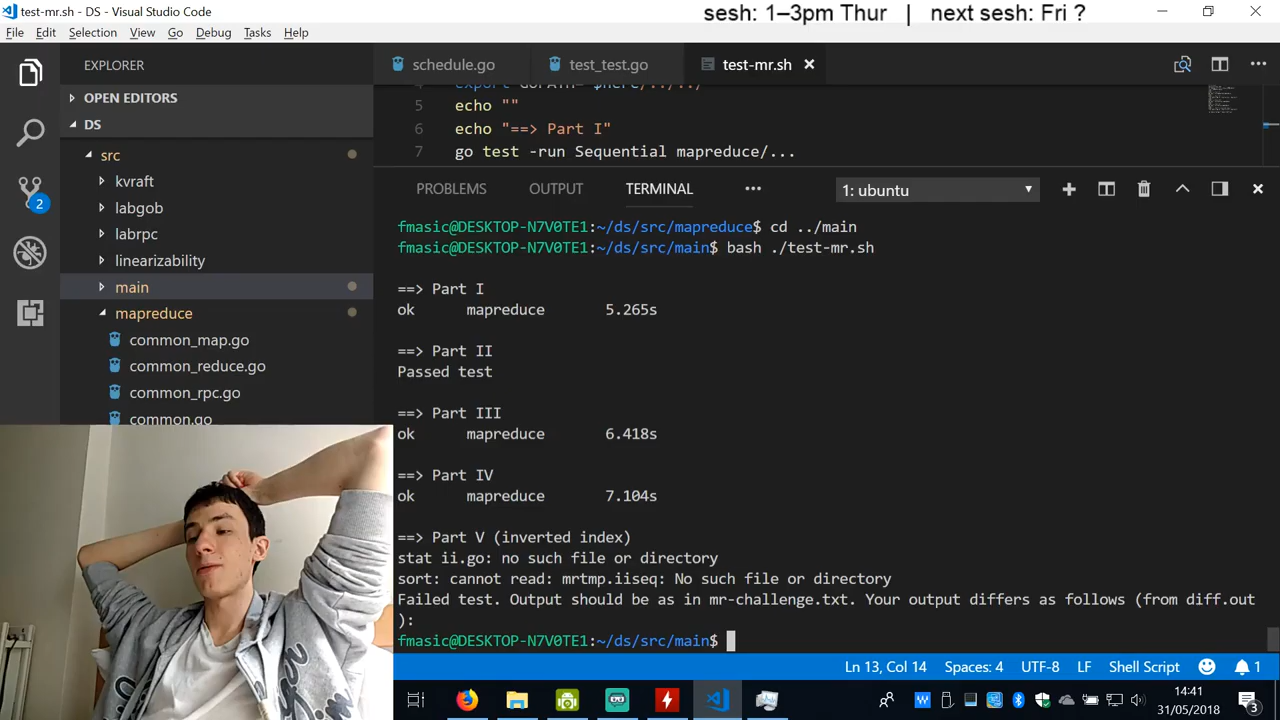 test-mr.sh - DS - Visual Studio Code
sesh: 1–3pm Thur | next sesh: Fri ?
File Edit Selection View Go Debug Tasks Help
EXPLORER
schedule.go test_test.go test-mr.sh
OPEN EDITORS
DS
src
kvraft
labgob
labrpc
linearizability
main
mapreduce
common_map.go
common_reduce.go
common_rpc.go
common.go
2
5 echo ""
6 echo "==> Part I"
7 go test -run Sequential mapreduce/...
PROBLEMS OUTPUT TERMINAL ... 1: ubuntu
fmasic@DESKTOP-N7V0TE1:~/ds/src/mapreduce$ cd ../main
fmasic@DESKTOP-N7V0TE1:~/ds/src/main$ bash ./test-mr.sh
==> Part I
ok mapreduce 5.265s
==> Part II
Passed test
==> Part III
ok mapreduce 6.418s
==> Part IV
ok mapreduce 7.104s
==> Part V (inverted index)
stat ii.go: no such file or directory
sort: cannot read: mrtmp.iiseq: No such file or directory
Failed test. Output should be as in mr-challenge.txt. Your output differs as follows (from diff.out
):
fmasic@DESKTOP-N7V0TE1:~/ds/src/main$
Ln 13, Col 14 Spaces: 4 UTF-8 LF Shell Script 1
14:41
31/05/2018
3